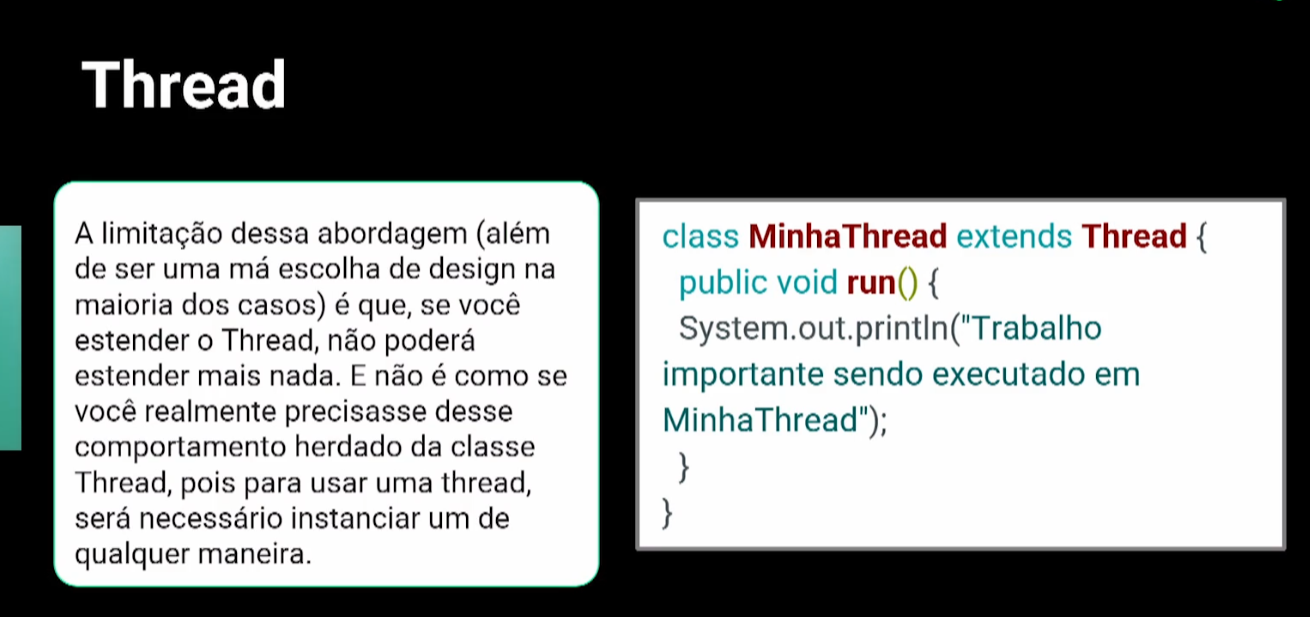 Thread
A limitação dessa abordagem (além
de ser uma má escolha de design na
maioria dos casos) é que, se você
estender o Thread, não poderá
estender mais nada. E não é como se
você realmente precisasse desse
comportamento herdado da classe
Thread, pois para usar uma thread,
será necessário instanciar um de
qualquer maneira.
class MinhaThread extends Thread {
public void run() {
System.out.println("Trabalho
importante sendo executado em
MinhaThread");
}
}